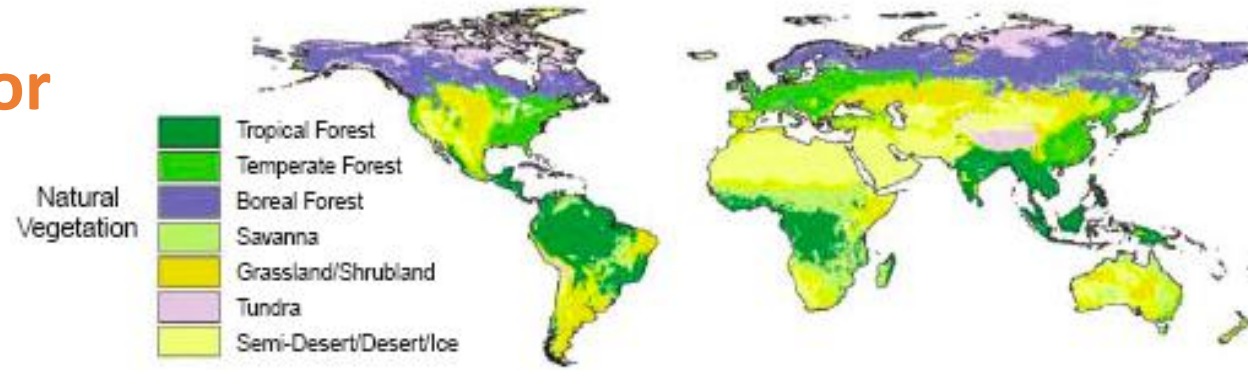 or
Natural
Vegetation
Tropical Forest
Temperate Forest
Boreal Forest
Savanna
Grassland/Shrubland
Tundra
Semi-Desert/Desert/Ice